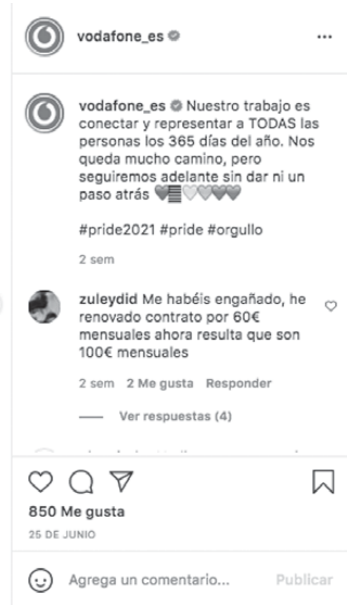 vodafone_es
vodafone_es Nuestro trabajo es
conectar y representar a TODAS las
personas los 365 días del año. Nos
queda mucho camino, pero
seguiremos adelante sin dar ni un
paso atrás
#pride2021 #pride #orgullo
2 sem
zuleydid Me habéis engañado, he
renovado contrato por 60€
mensuales ahora resulta que son
100€ mensuales
2 sem 2 Me gusta Responder
Ver respuestas (4)
850 Me gusta
25 DE JUNIO
Agrega un comentario... Publicar